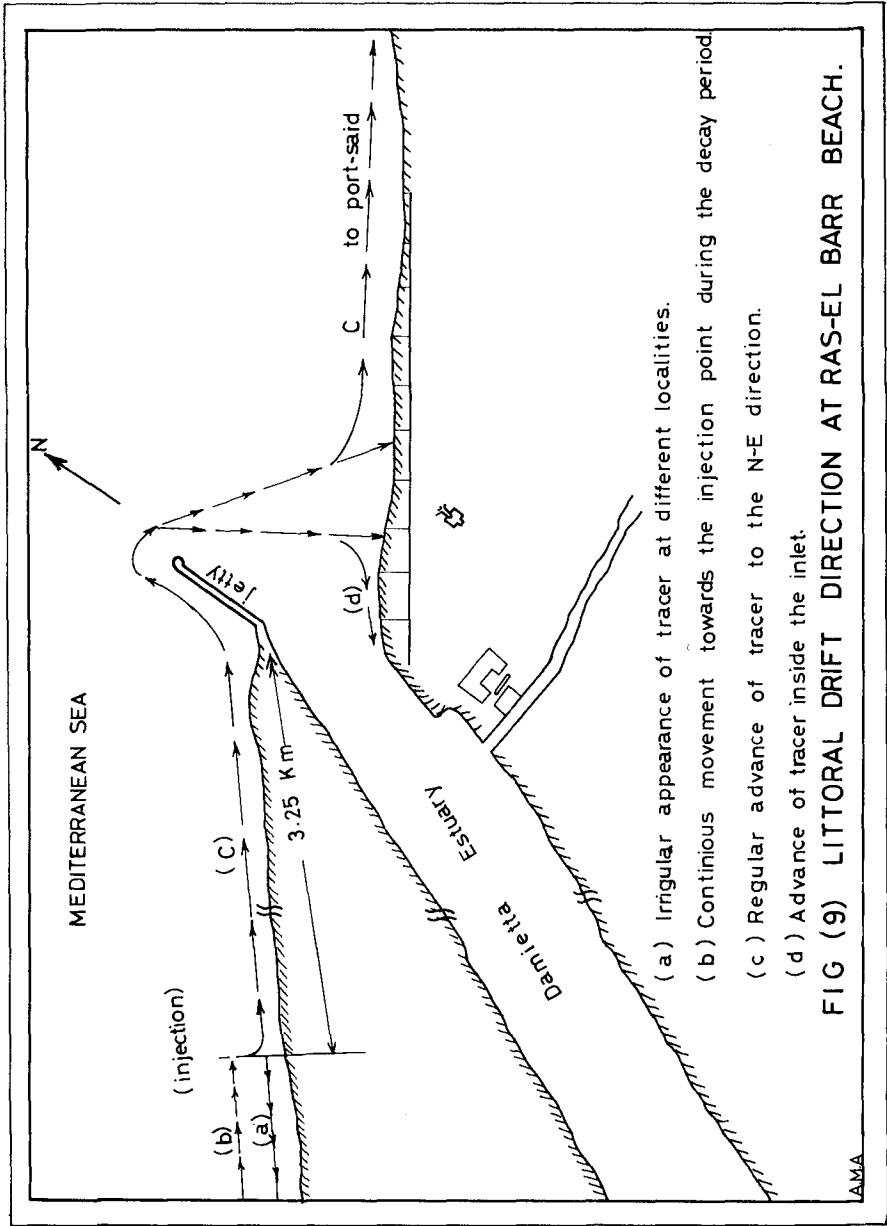 N
MEDITERRANEAN SEA
(injection)
(b)
(a)
(C)
jetty
C to port-said
(d)
3.25 Km
Damietta Estuary
(a) Irrigular appearance of tracer at different localities.
(b) Continious movement towards the injection point during the decay period.
(c) Regular advance of tracer to the N-E direction.
(d) Advance of tracer inside the inlet.
FIG (9) LITTORAL DRIFT DIRECTION AT RAS-EL BARR BEACH.
A.M.A